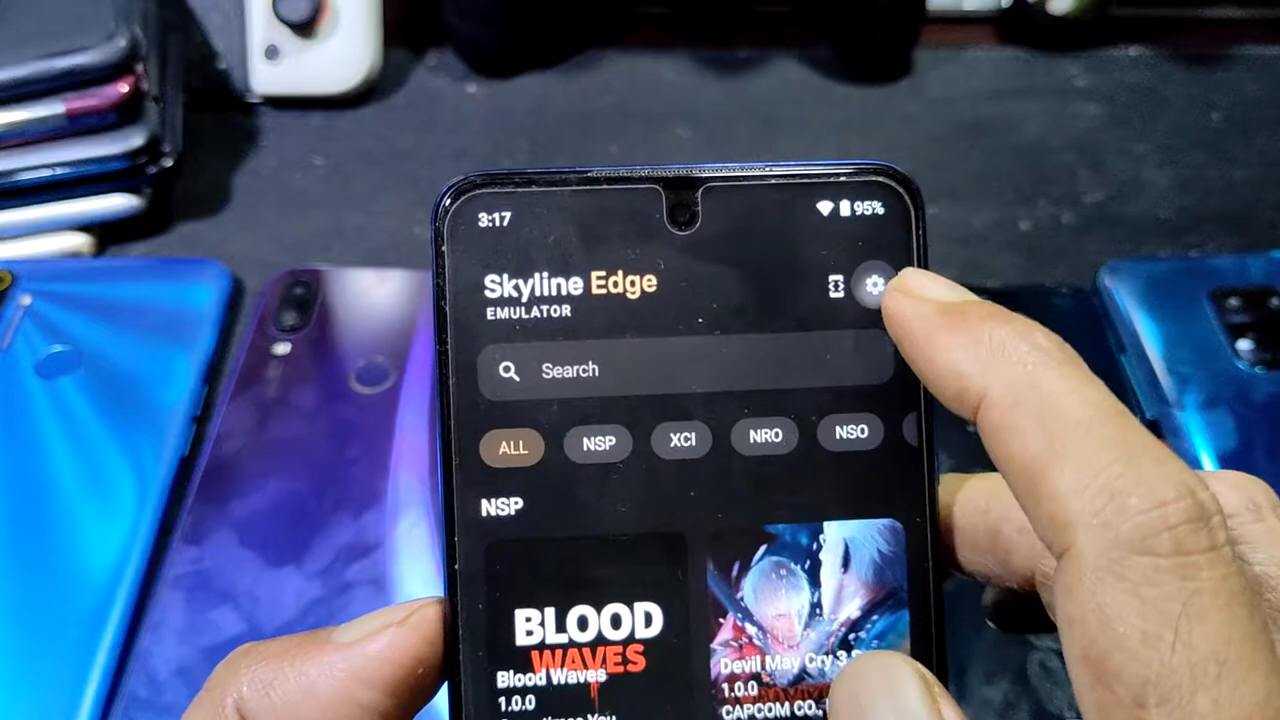 3:17
95%
Skyline Edge
EMULATOR
Search
ALL
NSP
XCI
NRO
NSO
NSP
BLOOD
WAVES
Blood Waves
1.0.0
Devil May Cry 3
1.0.0
CAPCOM CO.,